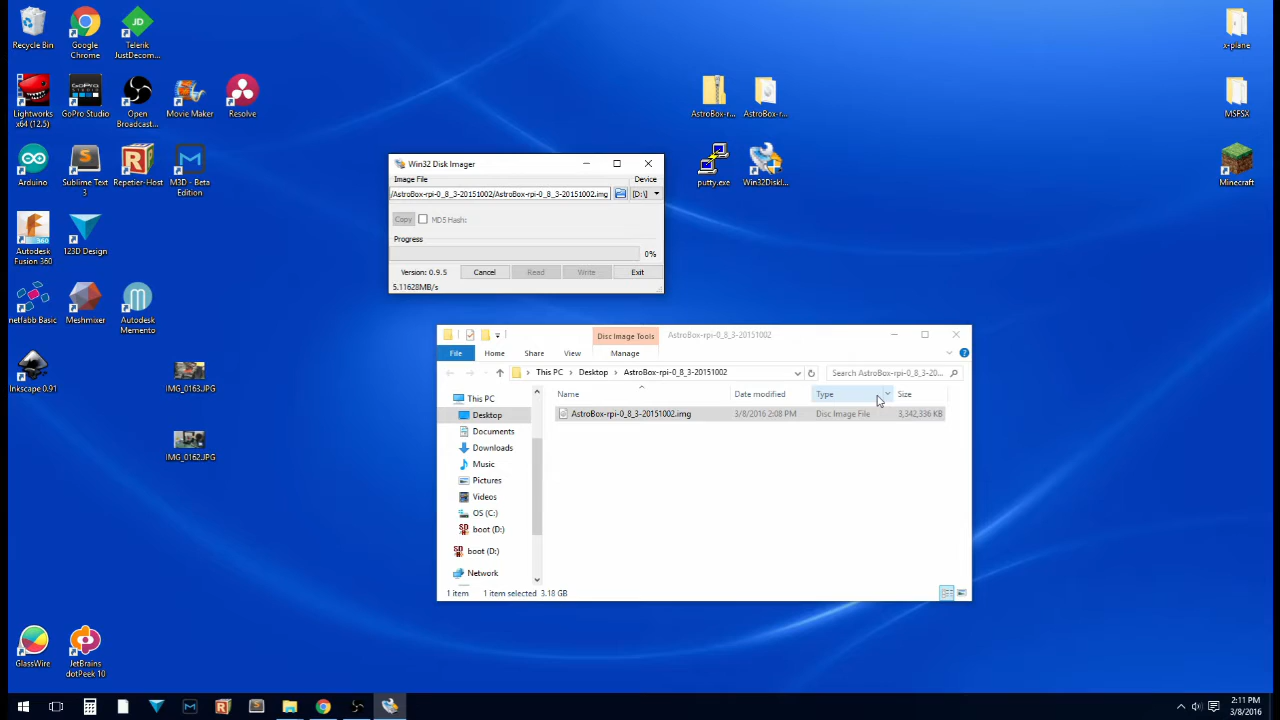 Recycle Bin
Google
Chrome
Telerik
JustDecom...
Lightworks
x64 (12.5)
GoPro Studio
Open
Broadcast...
Movie Maker
Resolve
Arduino
Sublime Text
3
Repetier-Host
M3D - Beta
Edition
Autodesk
Fusion 360
123D Design
netfabb Basic
Meshmixer
Autodesk
Memento
Inkscape 0.91
IMG_0163.JPG
IMG_0162.JPG
GlassWire
JetBrains
dotPeek 10
AstroBox-r...
AstroBox-r...
putty.exe
Win32DiskI...
x-plane
MSFSX
Minecraft
Win32 Disk Imager
Image File
Device
/AstroBox-rpi-0_8_3-20151002/AstroBox-rpi-0_8_3-20151002.img
[D:\]
Copy
MD5 Hash:
Progress
0%
Version: 0.9.5
Cancel
Read
Write
Exit
5.11628MB/s
Disc Image Tools
AstroBox-rpi-0_8_3-20151002
File
Home
Share
View
Manage
This PC
Desktop
AstroBox-rpi-0_8_3-20151002
Search AstroBox-rpi-0_8_3-20...
Name
Date modified
Type
Size
AstroBox-rpi-0_8_3-20151002.img
3/8/2016 2:08 PM
Disc Image File
3,342,336 KB
This PC
Desktop
Documents
Downloads
Music
Pictures
Videos
OS (C:)
boot (D:)
boot (D:)
Network
1 item
1 item selected
3.18 GB
2:11 PM
3/8/2016